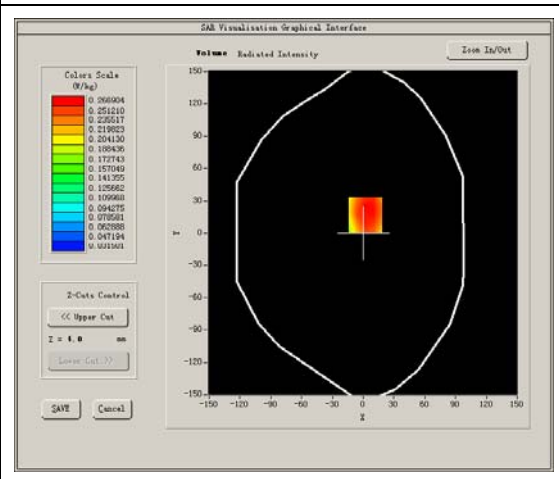 SAR Visualisation Graphical Interface
Volume Radiated Intensity
Zoom In/Out
Colors Scale
(W/kg)
0.266904
0.251210
0.235517
0.219823
0.204130
0.188436
0.172743
0.157049
0.141355
0.125662
0.109968
0.094275
0.078581
0.062888
0.047194
0.031501
Z-Cuts Control
<< Upper Cut
Z = 4.0 mm
Lower Cut >>
SAVE
Cancel
150
120
90
60
30
0
-30
-60
-90
-120
-150
Y
-150 -120 -90 -60 -30 0 30 60 90 120 150
X